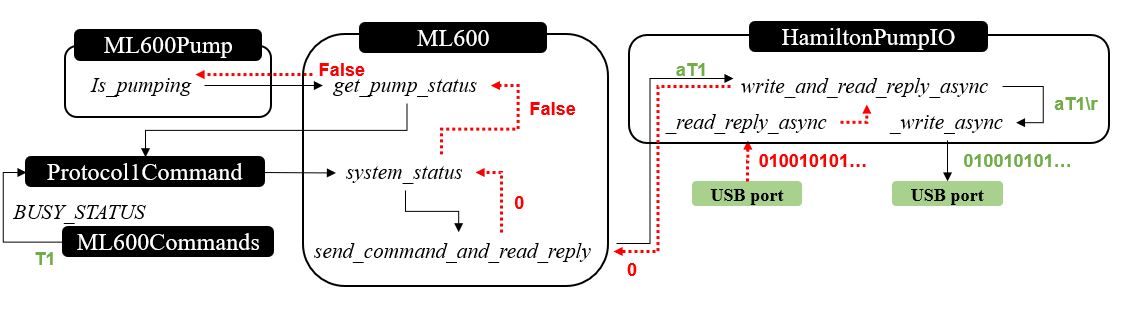 ML600Pump
Is_pumping
False
ML600
get_pump_status
False
Protocol1Command
system_status
BUSY_STATUS
0
ML600Commands
T1
send_command_and_read_reply
HamiltonPumpIO
aT1
write_and_read_reply_async
aT1\r
_read_reply_async
_write_async
010010101...
010010101...
USB port
USB port
0